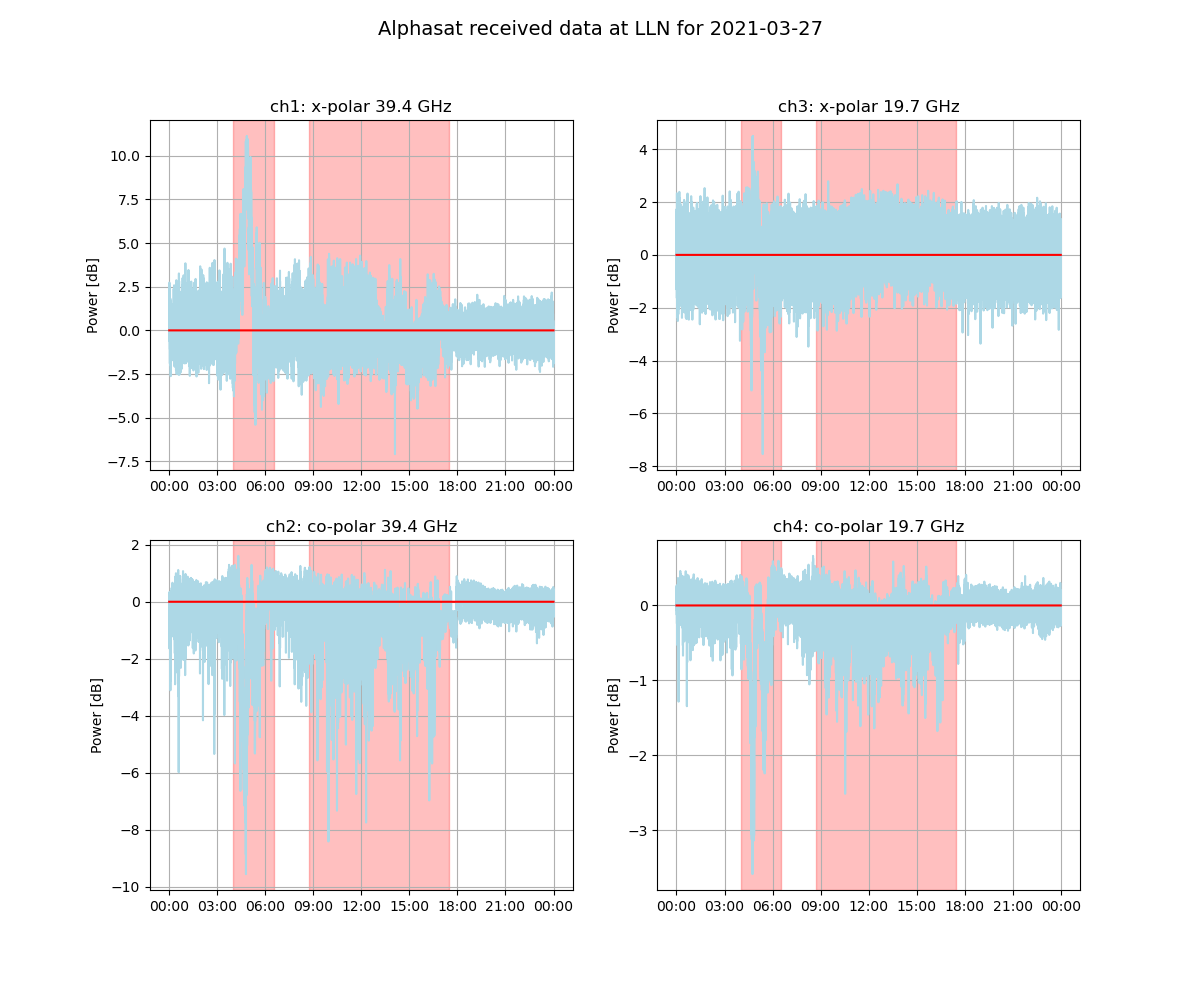 Alphasat received data at LLN for 2021-03-27
ch1: x-polar 39.4 GHz
Power [dB]
10.0
7.5
5.0
2.5
0.0
−2.5
−5.0
−7.5
00:00 03:00 06:00 09:00 12:00 15:00 18:00 21:00 00:00
ch3: x-polar 19.7 GHz
Power [dB]
4
2
0
−2
−4
−6
−8
00:00 03:00 06:00 09:00 12:00 15:00 18:00 21:00 00:00
ch2: co-polar 39.4 GHz
Power [dB]
2
0
−2
−4
−6
−8
−10
00:00 03:00 06:00 09:00 12:00 15:00 18:00 21:00 00:00
ch4: co-polar 19.7 GHz
Power [dB]
0
−1
−2
−3
00:00 03:00 06:00 09:00 12:00 15:00 18:00 21:00 00:00